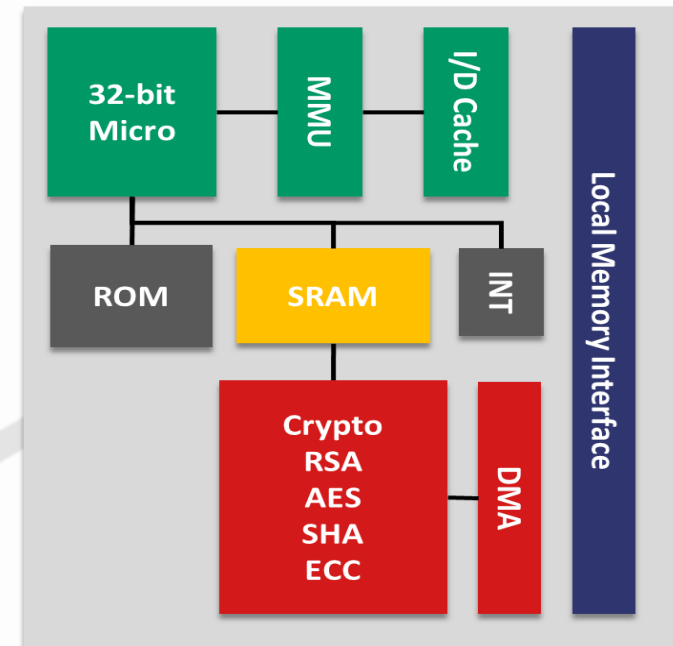 32-bit
Micro
MMU
I/D Cache
Local Memory Interface
ROM
SRAM
INT
Crypto
RSA
AES
SHA
ECC
DMA